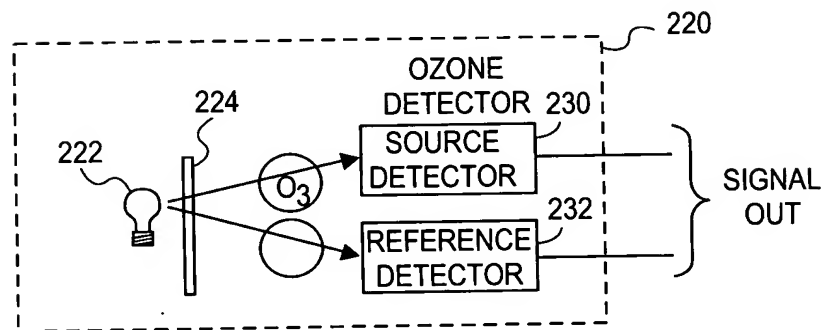 220
OZONE
DETECTOR
224
230
222
SOURCE
DETECTOR
O3
SIGNAL
OUT
232
REFERENCE
DETECTOR